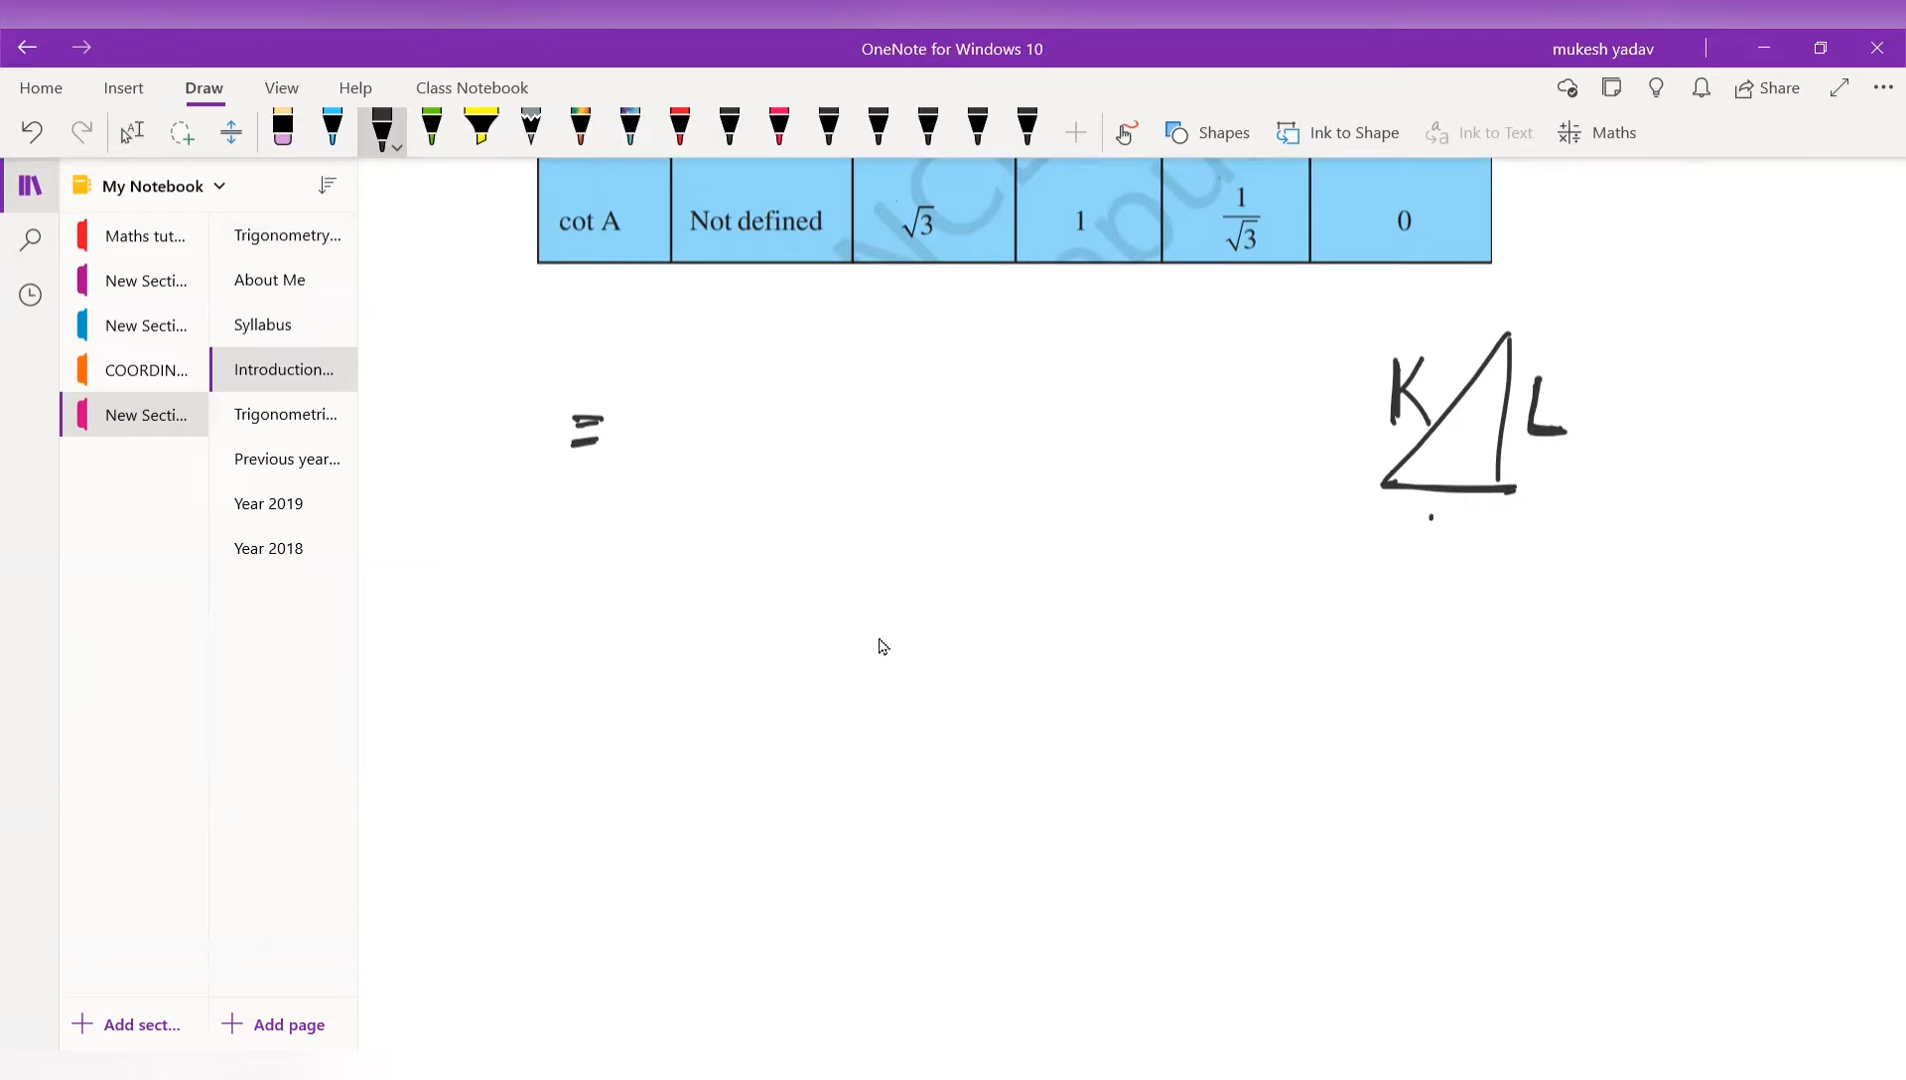 OneNote for Windows 10
mukesh yadav
Home Insert Draw View Help Class Notebook
Share
Shapes Ink to Shape Ink to Text Maths
My Notebook
Maths tut...
New Secti...
New Secti...
COORDIN...
New Secti...
Trigonometry...
About Me
Syllabus
Introduction...
Trigonometri...
Previous year...
Year 2019
Year 2018
cot A Not defined √3 1 1/√3 0
K L
=
Add sect... Add page